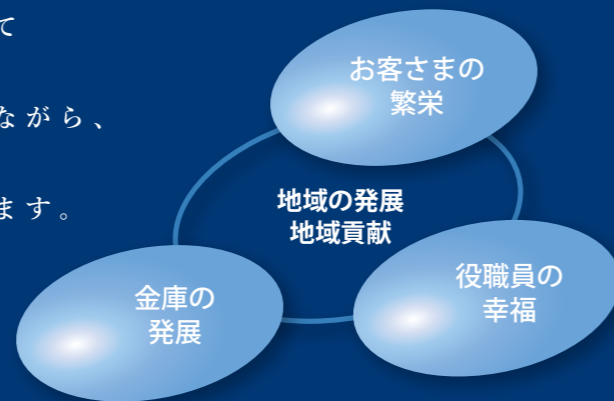 て
ながら、
ます。
お客さまの
繁栄
地域の発展
地域貢献
金庫の
発展
役職員の
幸福